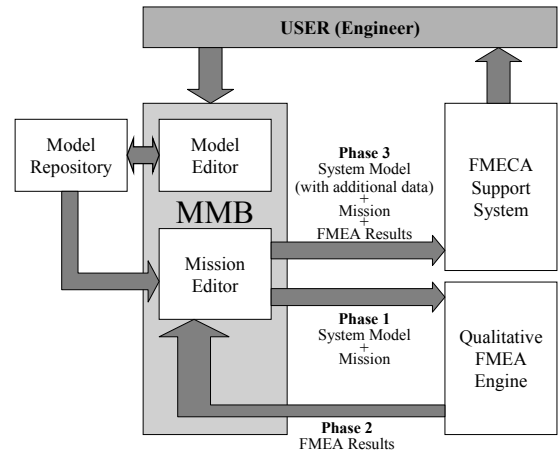 USER (Engineer)
Model
Repository
Model
Editor
MMB
Mission
Editor
Phase 3
System Model
(with additional data)
+
Mission
+
FMEA Results
FMECA
Support
System
Phase 1
System Model
+
Mission
Qualitative
FMEA
Engine
Phase 2
FMEA Results